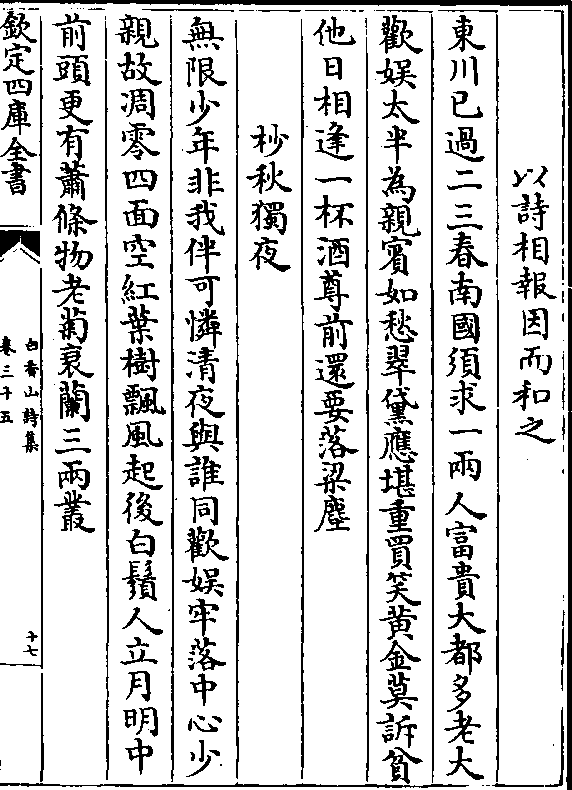 以詩相報因而和之
東川已過二三春南國須求一兩人富貴大都多老大
歡娱太半為親賓如愁翠黛應堪重買笑黄金莫訴貧
他日相逢一杯酒尊前還要落梁塵
杪秋獨夜
無限少年非我伴可憐清夜與誰同歡娱牢落中心少
親故凋零四面空紅葉樹飄風起後白鬚人立月明中
前頭更有蕭條物老菊衰蘭三兩叢
欽定四庫全書
白香山詩集
卷三十五
十七